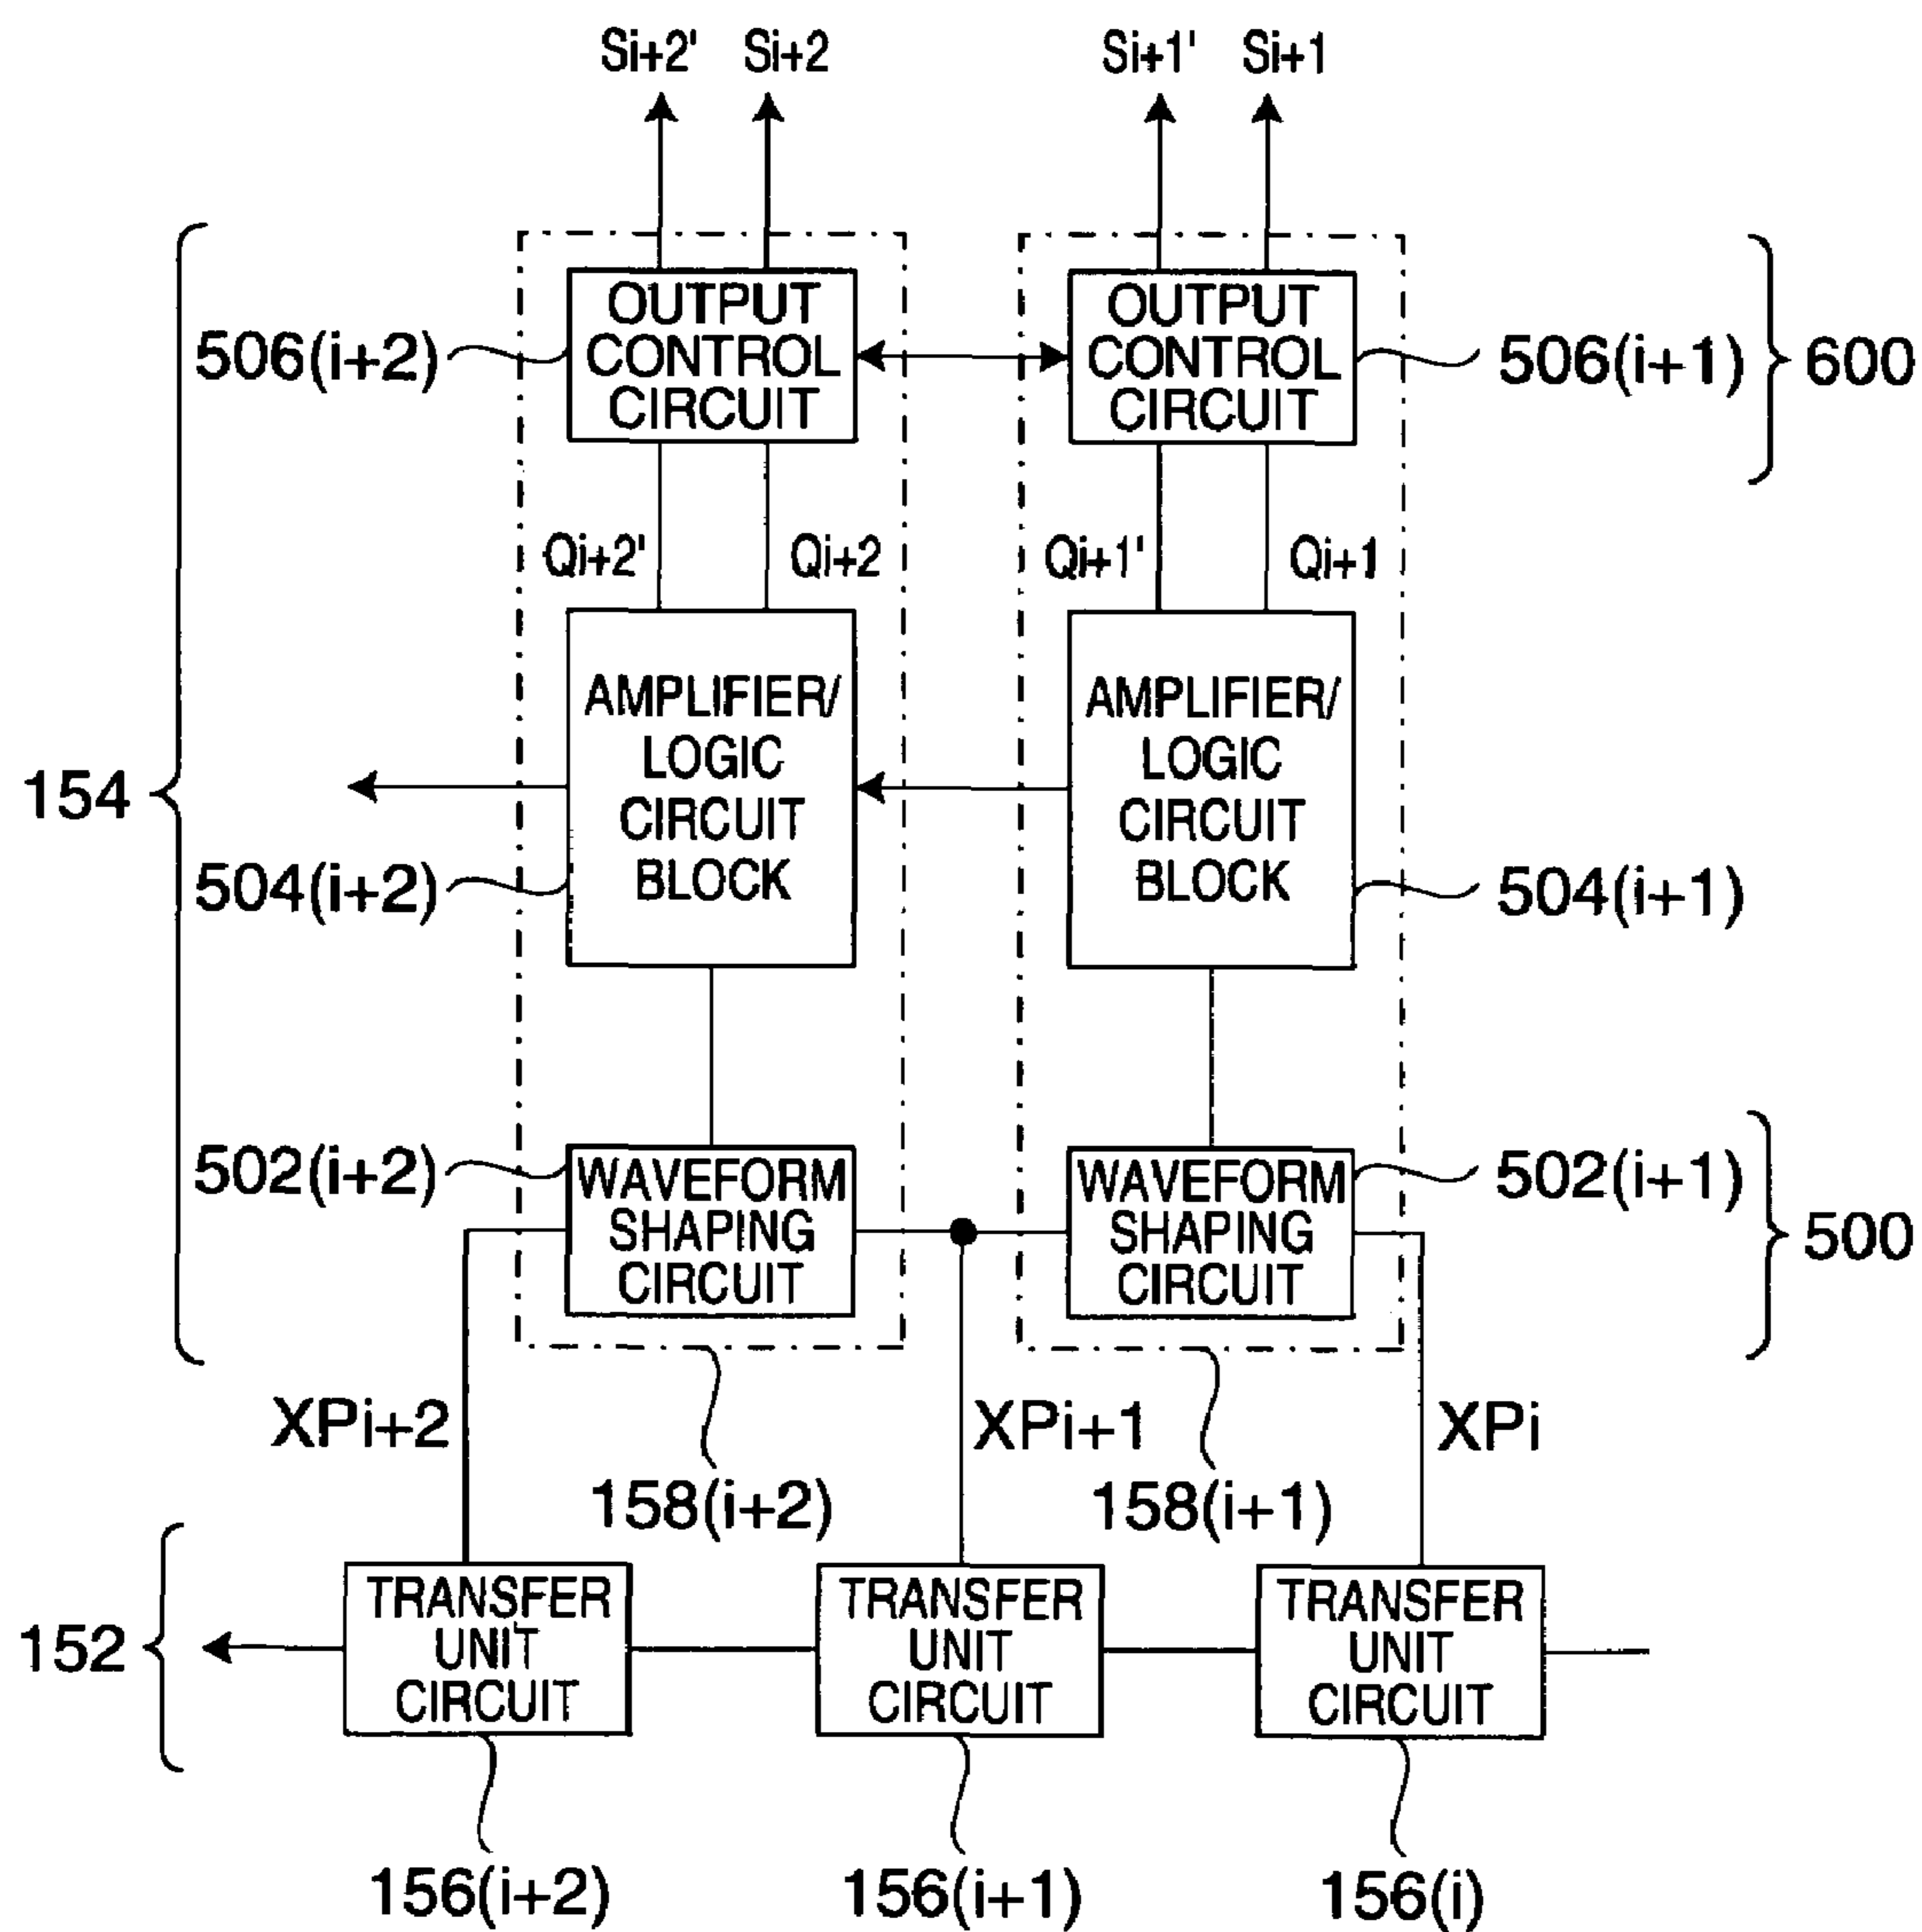 Si+2' Si+2 Si+1' Si+1
OUTPUT
CONTROL
CIRCUIT
OUTPUT
CONTROL
CIRCUIT
506(i+2)
506(i+1)
600
Qi+2' Qi+2 Qi+1' Qi+1
AMPLIFIER/
LOGIC
CIRCUIT
BLOCK
AMPLIFIER/
LOGIC
CIRCUIT
BLOCK
154
504(i+2)
504(i+1)
502(i+2)
WAVEFORM
SHAPING
CIRCUIT
WAVEFORM
SHAPING
CIRCUIT
502(i+1)
500
XPi+2
XPi+1
XPi
158(i+2)
158(i+1)
152
TRANSFER
UNIT
CIRCUIT
TRANSFER
UNIT
CIRCUIT
TRANSFER
UNIT
CIRCUIT
156(i+2)
156(i+1)
156(i)